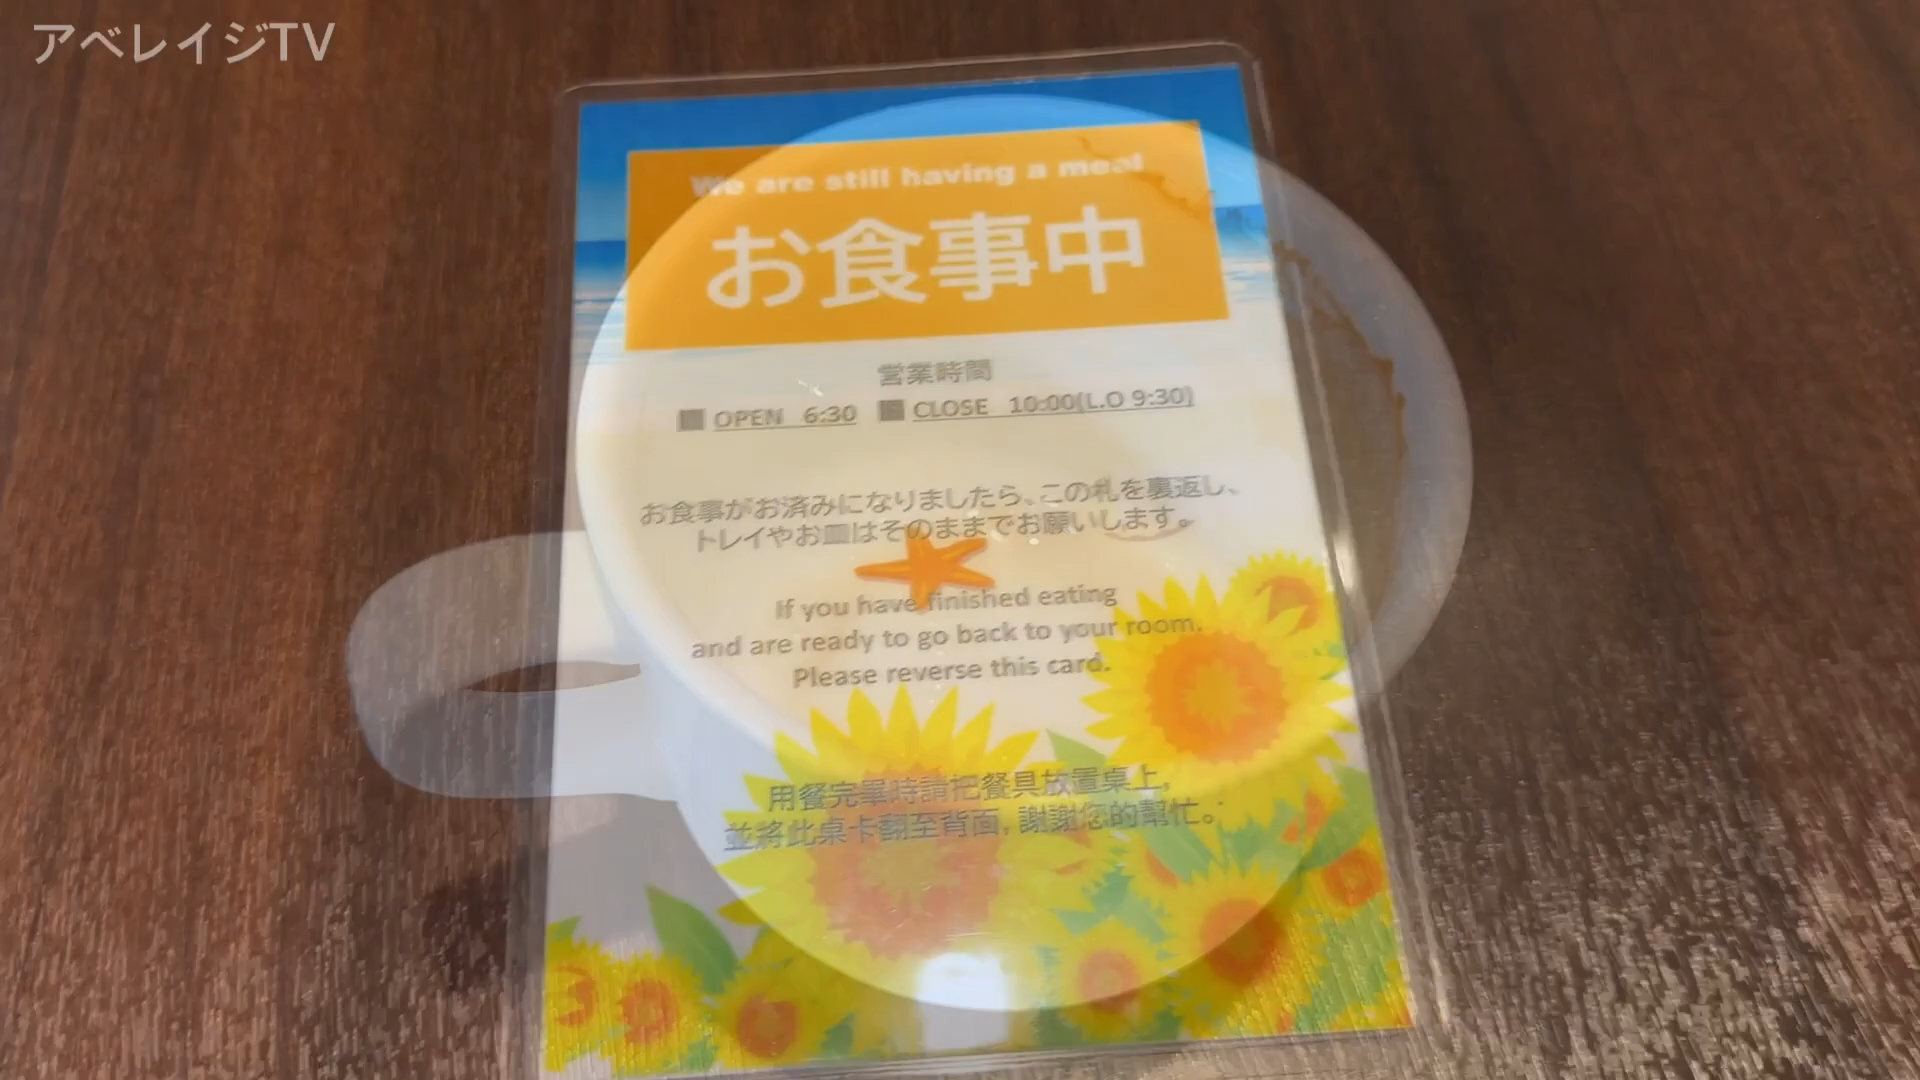 アベレイジTV
We are still having a meal
お食事中
営業時間
■ OPEN 6:30 ■ CLOSE 10:00(L.O 9:30)
お食事がお済みになりましたら、この札を裏返し、
トレイやお皿はそのままでお願いします。
If you have finished eating
and are ready to go back to your room.
Please reverse this card.
用餐完畢時請把餐具放置桌上,
並將此桌卡翻至背面,謝謝您的幫忙。